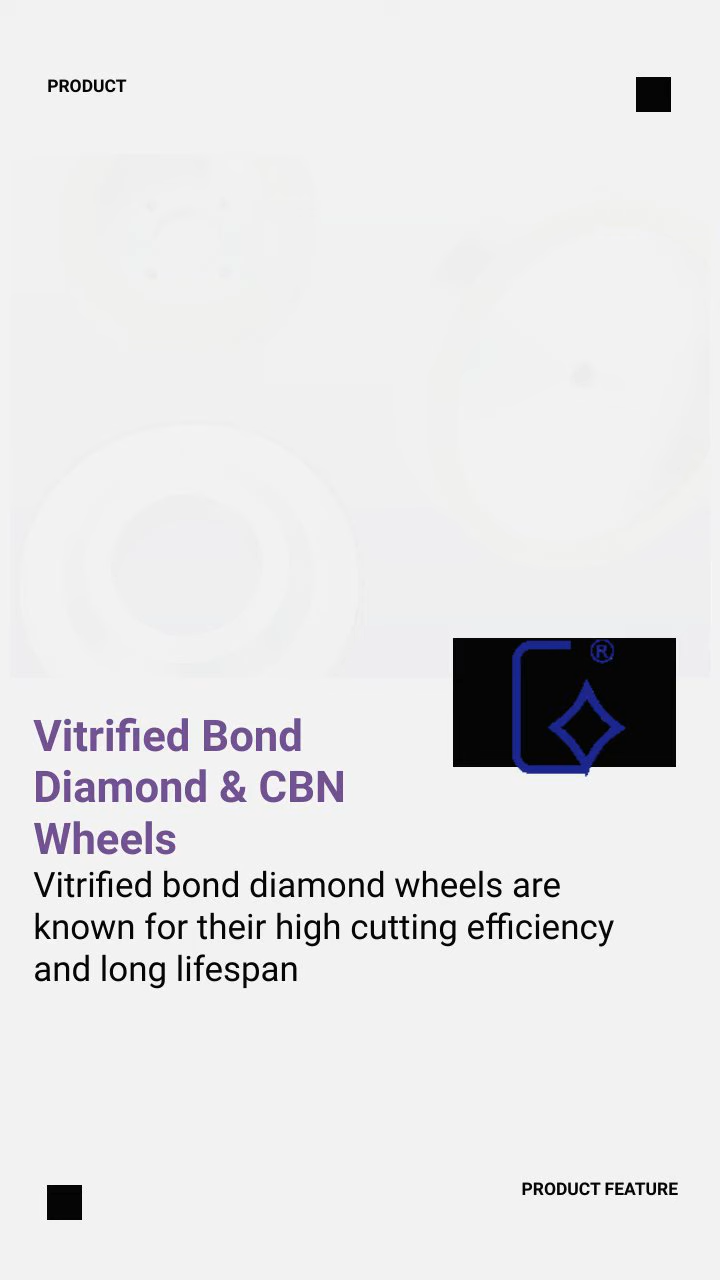 PRODUCT
®
Vitrified Bond
Diamond & CBN
Wheels
Vitrified bond diamond wheels are
known for their high cutting efficiency
and long lifespan
PRODUCT FEATURE